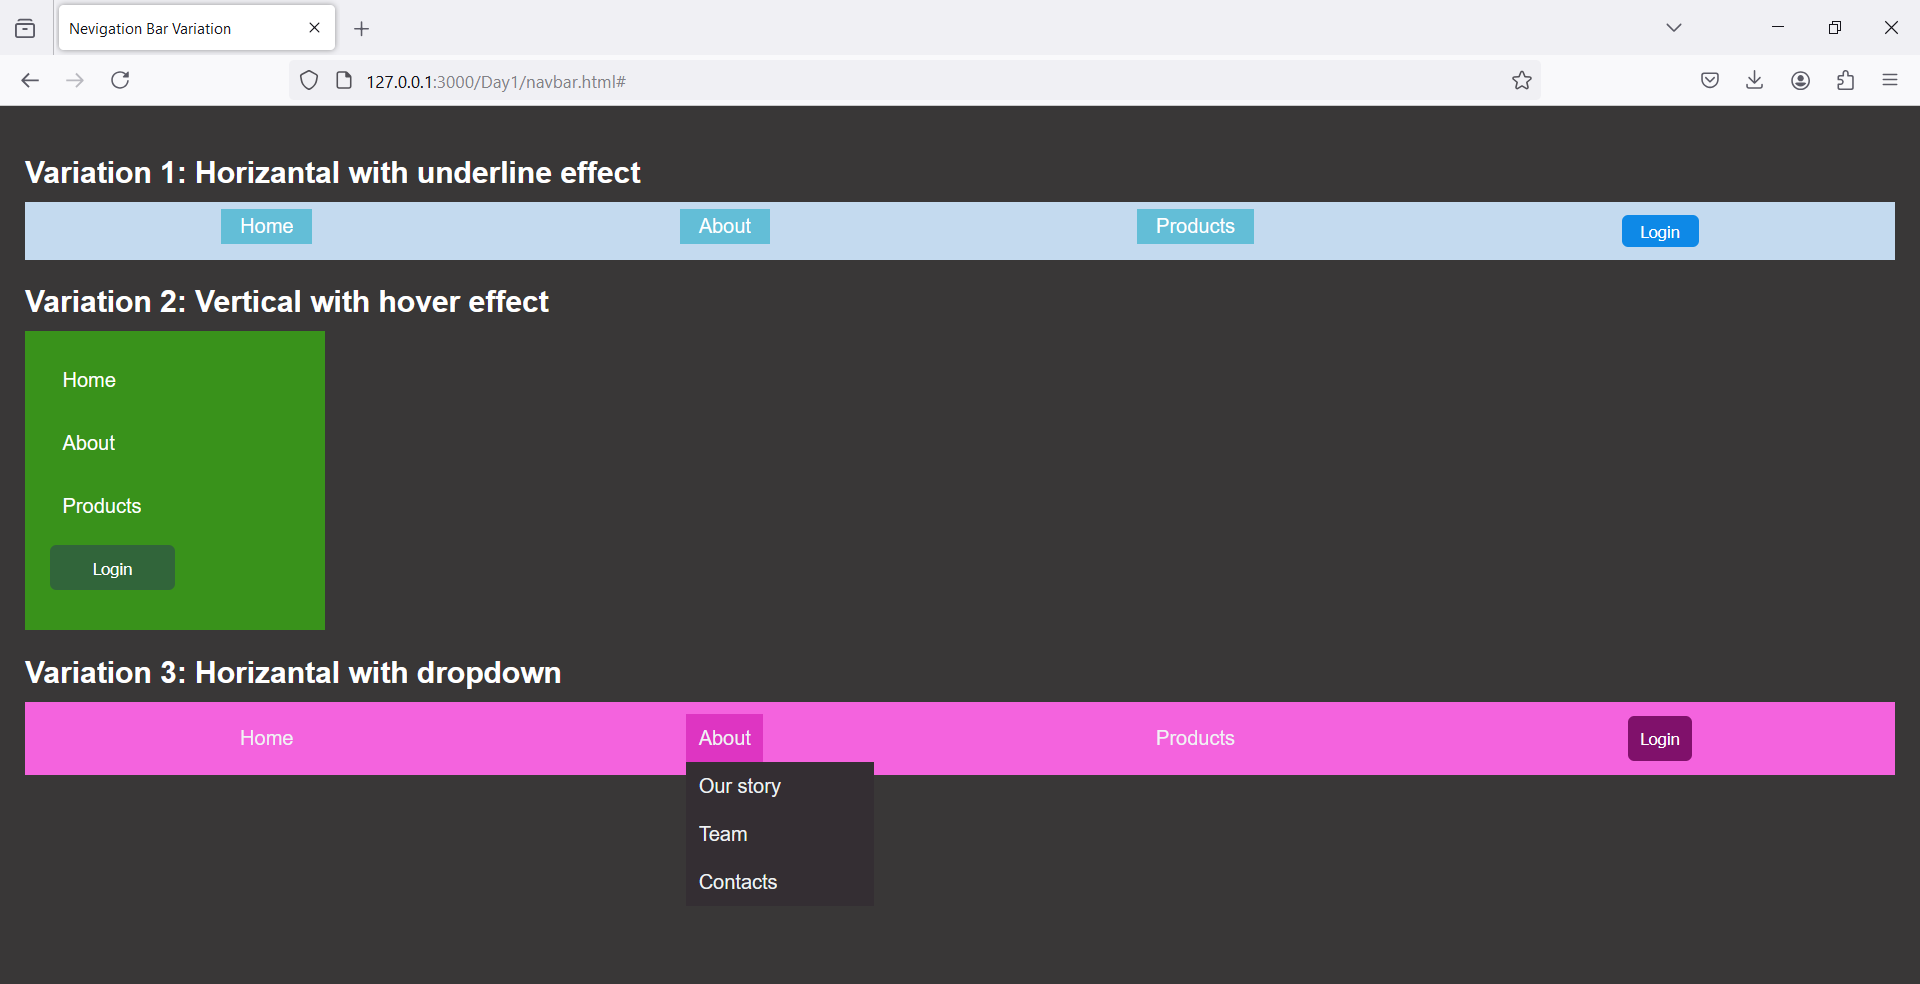 Nevigation Bar Variation
127.0.0.1:3000/Day1/navbar.html#
Variation 1: Horizantal with underline effect
Home About Products Login
Variation 2: Vertical with hover effect
Home
About
Products
Login
Variation 3: Horizantal with dropdown
Home About Products Login
Our story
Team
Contacts